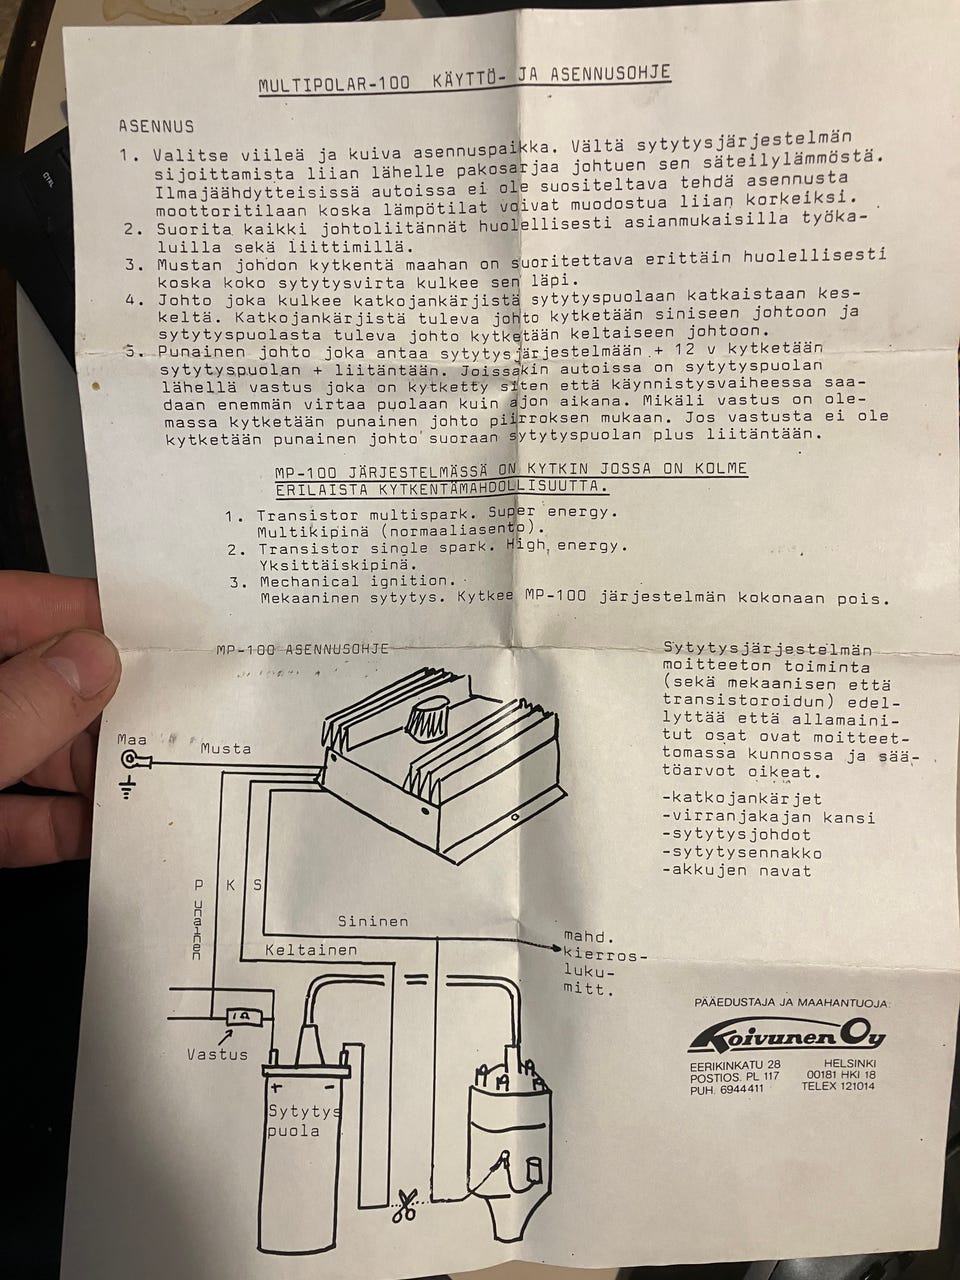 CTRL
MULTIPOLAR-100 KÄYTTÖ- JA ASENNUSOHJE
ASENNUS
1. Valitse viileä ja kuiva asennuspaikka. Vältä sytytysjärjestelmän
sijoittamista liian lähelle pakosarjaa johtuen sen säteilylämmöstä.
Ilmajäähdytteisissä autoissa ei ole suositeltava tehdä asennusta
moottoritilaan koska lämpötilat voivat muodostua liian korkeiksi.
2. Suorita kaikki johtoliitännät huolellisesti asianmukaisilla työka-
luilla sekä liittimillä.
3. Mustan johdon kytkentä maahan on suoritettava erittäin huolellisesti
koska koko sytytysvirta kulkee sen läpi.
4. Johto joka kulkee katkojankärjistä sytytyspuolaan katkaistaan kes-
keltä. Katkojankärjistä tuleva johto kytketään siniseen johtoon ja
sytytyspuolasta tuleva johto kytketään keltaiseen johtoon.
5. Punainen johto joka antaa sytytysjärjestelmään + 12 v kytketään
sytytyspuolan + liitäntään. Joissakin autoissa on sytytyspuolan
lähellä vastus joka on kytketty siten että käynnistysvaiheessa saa-
daan enemmän virtaa puolaan kuin ajon aikana. Mikäli vastus on ole-
massa kytketään punainen johto piirroksen mukaan. Jos vastusta ei ole
kytketään punainen johto suoraan sytytyspuolan plus liitäntään.
MP-100 JÄRJESTELMÄSSÄ ON KYTKIN JOSSA ON KOLME
ERILAISTA KYTKENTÄMAHDOLLISUUTTA.
1. Transistor multispark. Super energy.
Multikipinä (normaaliasento).
2. Transistor single spark. High energy.
Yksittäiskipinä.
3. Mechanical ignition.
Mekaaninen sytytys. Kytkee MP-100 järjestelmän kokonaan pois.
MP-100 ASENNUSOHJE
Sytytysjärjestelmän
moitteeton toiminta
(sekä mekaanisen että
transistoroidun) edel-
lyttää että allamaini-
tut osat ovat moitteet-
tomassa kunnossa ja sää-
töarvot oikeat.
-katkojankärjet
-virranjakajan kansi
-sytytysjohdot
-sytytysennakko
-akkujen navat
Maa
Musta
Punainen
K
S
Sininen
Keltainen
mahd.
kierros-
luku-
mitt.
1Ω
Vastus
+ -
Sytytys
puola
PÄÄEDUSTAJA JA MAAHANTUOJA:
Koivunen Oy
EERIKINKATU 28 HELSINKI
POSTIOS. PL 117 00181 HKI 18
PUH. 6944411 TELEX 121014